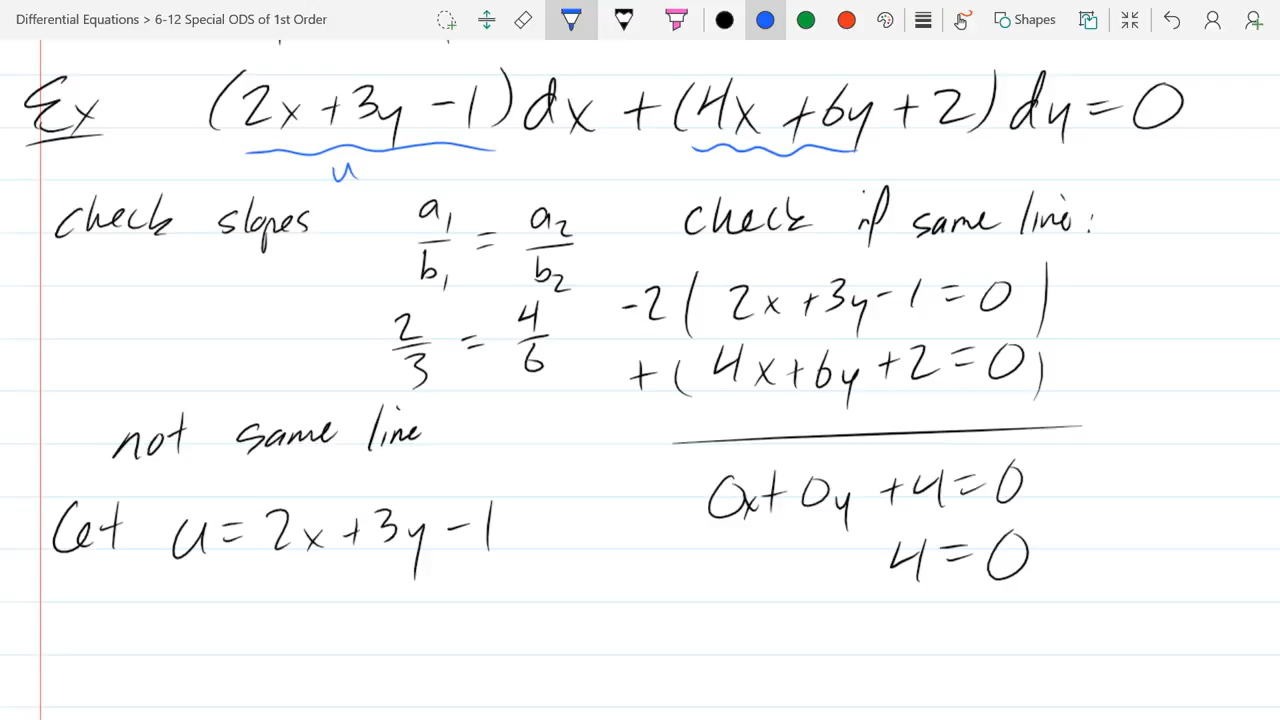 Differential Equations > 6-12 Special ODS of 1st Order
Shapes
Ex (2x+3y-1)dx + (4x+6y+2)dy=0
u
check slopes a₁/b₁ = a₂/b₂
2/3 = 4/6
not same line
Let u=2x+3y-1
check if same line:
-2(2x+3y-1=0)
+(4x+6y+2=0)
0x+0y+4=0
4=0